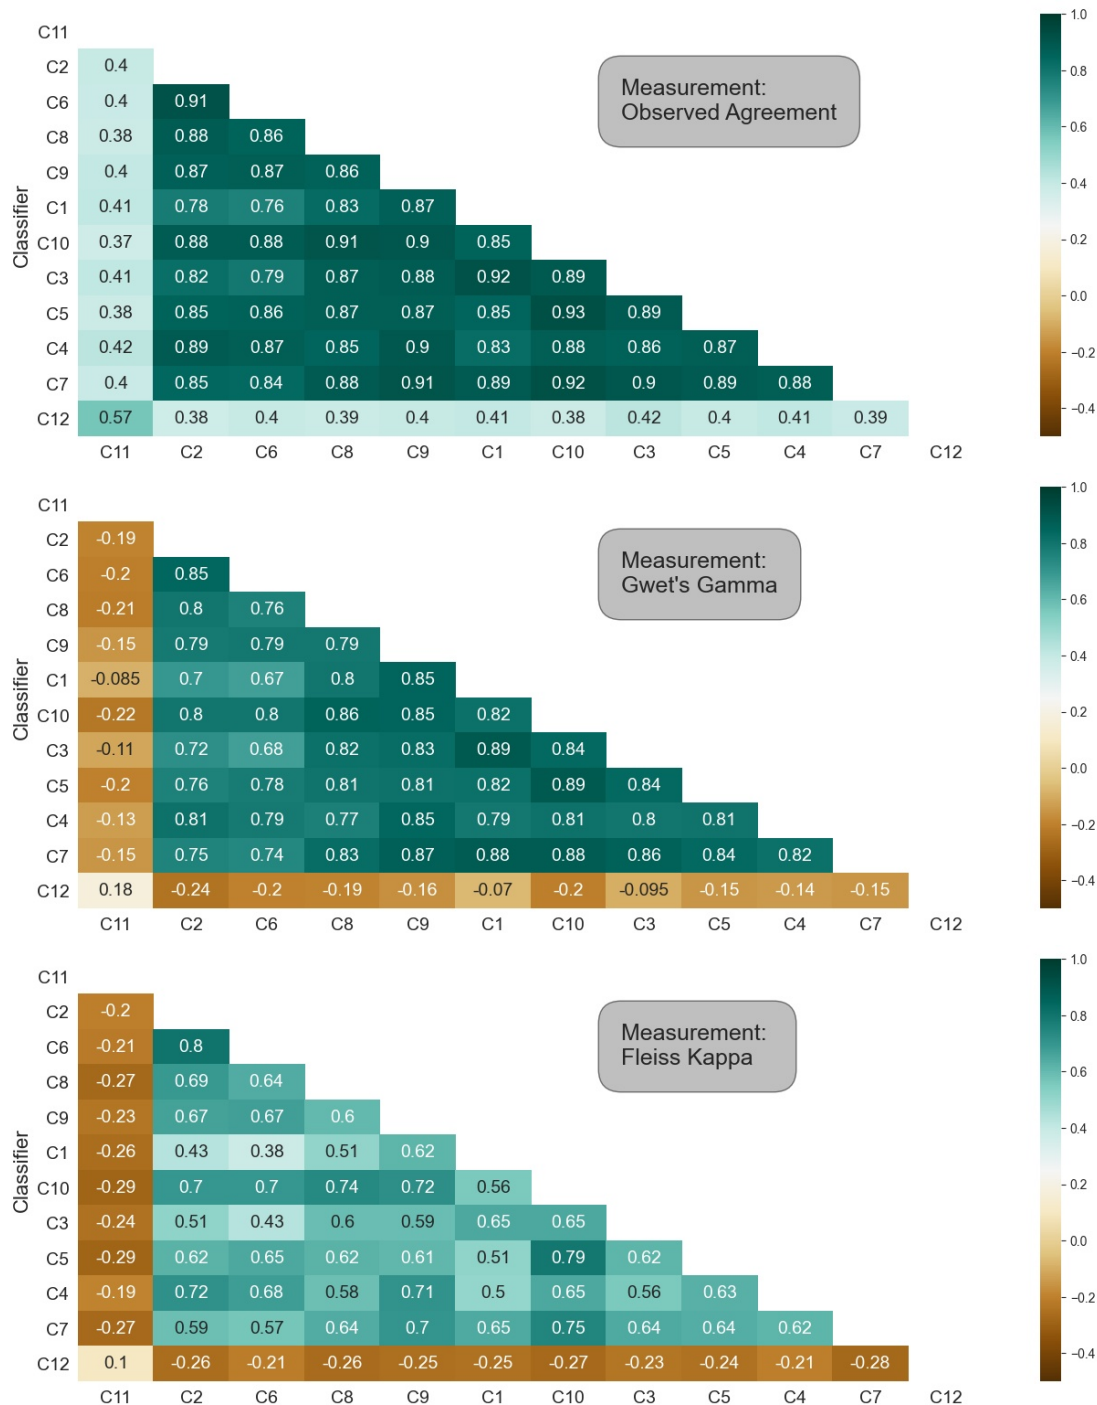 C11
1.0
C2 0.4
Measurement:
Observed Agreement
0.8
C6 0.4 0.91
C8 0.38 0.88 0.86
0.6
C9 0.4 0.87 0.87 0.86
C1 0.41 0.78 0.76 0.83 0.87
0.4
Classifier
C10 0.37 0.88 0.88 0.91 0.9 0.85
0.2
C3 0.41 0.82 0.79 0.87 0.88 0.92 0.89
0.0
C5 0.38 0.85 0.86 0.87 0.87 0.85 0.93 0.89
C4 0.42 0.89 0.87 0.85 0.9 0.83 0.88 0.86 0.87
−0.2
C7 0.4 0.85 0.84 0.88 0.91 0.89 0.92 0.9 0.89 0.88
−0.4
C12 0.57 0.38 0.4 0.39 0.4 0.41 0.38 0.42 0.4 0.41 0.39
C11 C2 C6 C8 C9 C1 C10 C3 C5 C4 C7 C12
C11
1.0
C2 -0.19
Measurement:
Gwet's Gamma
0.8
C6 -0.2 0.85
C8 -0.21 0.8 0.76
0.6
C9 -0.15 0.79 0.79 0.79
C1 -0.085 0.7 0.67 0.8 0.85
0.4
Classifier
C10 -0.22 0.8 0.8 0.86 0.85 0.82
0.2
C3 -0.11 0.72 0.68 0.82 0.83 0.89 0.84
0.0
C5 -0.2 0.76 0.78 0.81 0.81 0.82 0.89 0.84
C4 -0.13 0.81 0.79 0.77 0.85 0.79 0.81 0.8 0.81
−0.2
C7 -0.15 0.75 0.74 0.83 0.87 0.88 0.88 0.86 0.84 0.82
−0.4
C12 0.18 -0.24 -0.2 -0.19 -0.16 -0.07 -0.2 -0.095 -0.15 -0.14 -0.15
C11 C2 C6 C8 C9 C1 C10 C3 C5 C4 C7 C12
C11
1.0
C2 -0.2
Measurement:
Fleiss Kappa
0.8
C6 -0.21 0.8
C8 -0.27 0.69 0.64
0.6
C9 -0.23 0.67 0.67 0.6
C1 -0.26 0.43 0.38 0.51 0.62
0.4
Classifier
C10 -0.29 0.7 0.7 0.74 0.72 0.56
0.2
C3 -0.24 0.51 0.43 0.6 0.59 0.65 0.65
0.0
C5 -0.29 0.62 0.65 0.62 0.61 0.51 0.79 0.62
C4 -0.19 0.72 0.68 0.58 0.71 0.5 0.65 0.56 0.63
−0.2
C7 -0.27 0.59 0.57 0.64 0.7 0.65 0.75 0.64 0.64 0.62
−0.4
C12 0.1 -0.26 -0.21 -0.26 -0.25 -0.25 -0.27 -0.23 -0.24 -0.21 -0.28
C11 C2 C6 C8 C9 C1 C10 C3 C5 C4 C7 C12